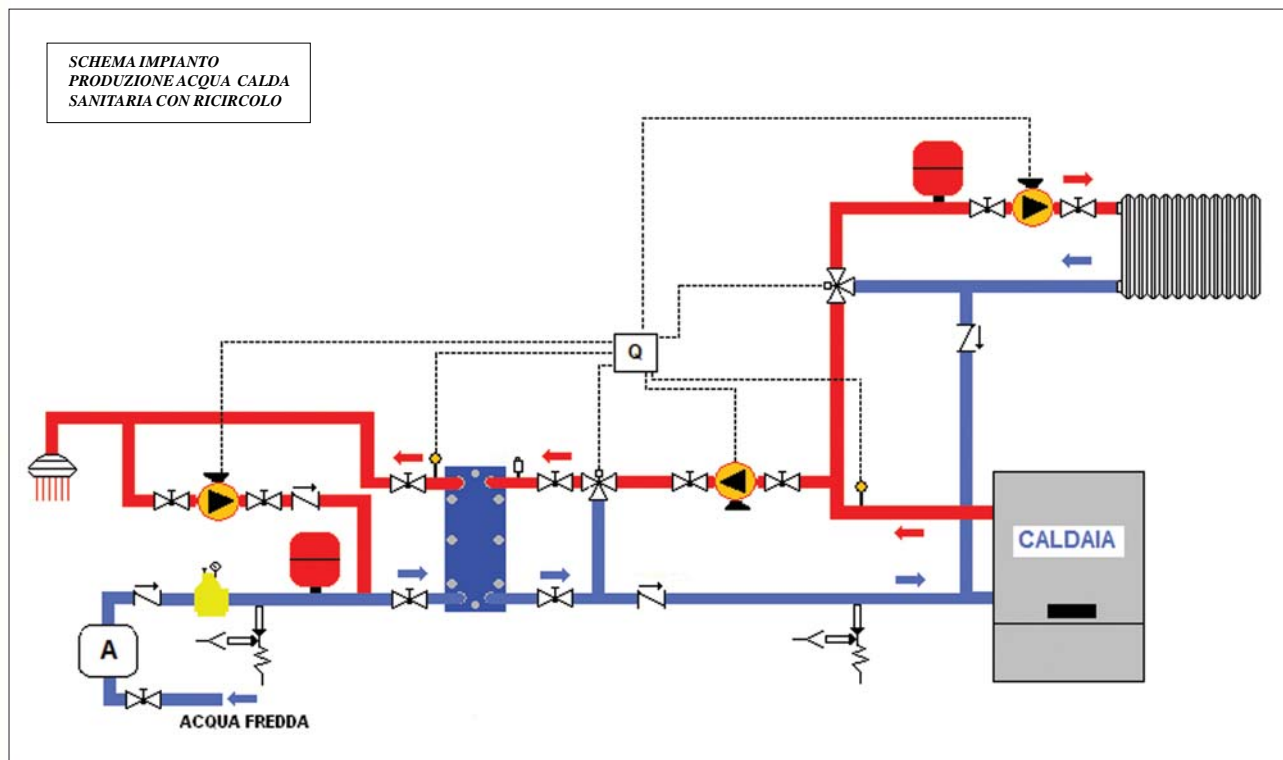 SCHEMA IMPIANTO
PRODUZIONE ACQUA CALDA
SANITARIA CON RICIRCOLO
Q
CALDAIA
A
ACQUA FREDDA